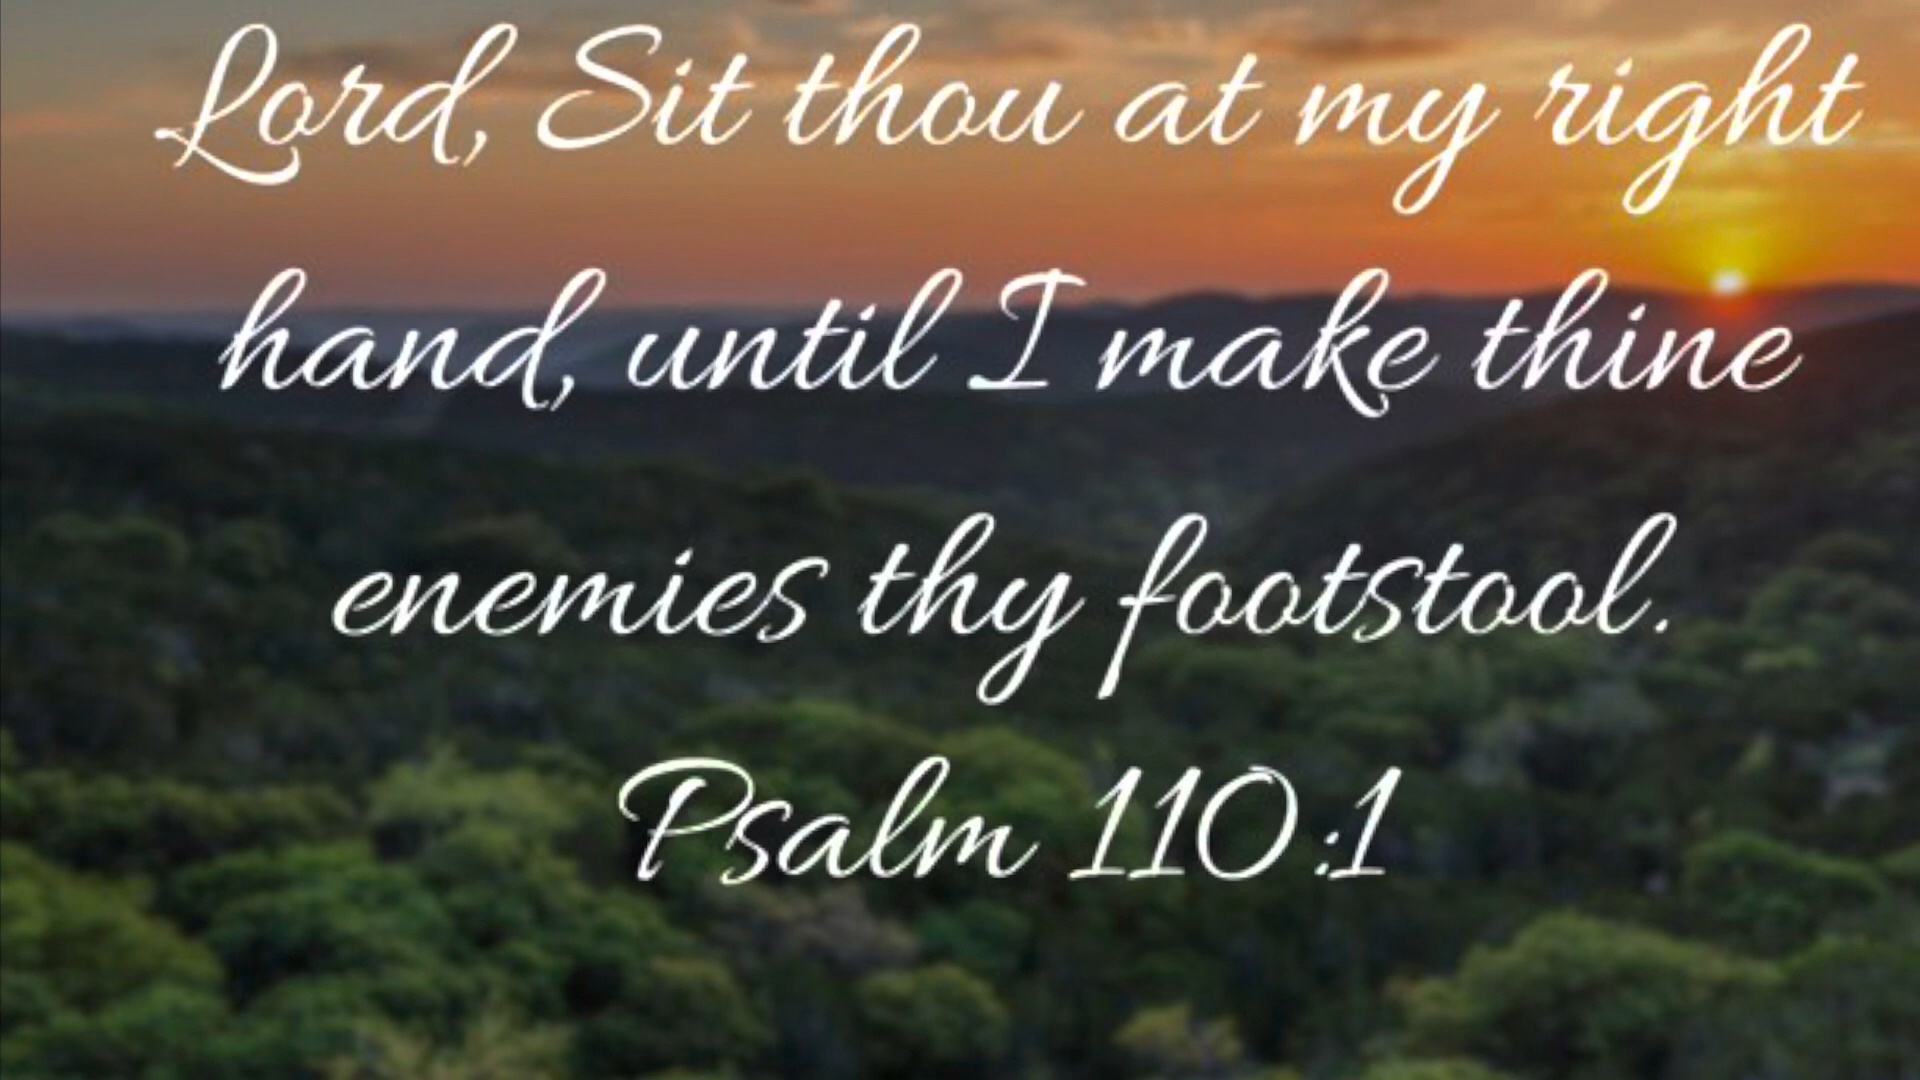 Lord, Sit thou at my right
hand, until I make thine
enemies thy footstool.
Psalm 110:1